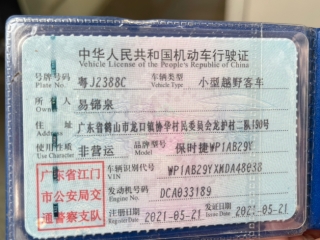 中华人民共和国机动车行驶证
Vehicle License of the People's Republic of China
号牌号码 粤J2388C 车辆类型 小型越野客车
Plate No. Vehicle Type
所有人 易锦泉
Owner
住址 广东省鹤山市龙口镇协华村民委员会龙护村二队190号
Address
使用性质 非营运 品牌型号 保时捷WP1AB29Y
Use Character Model
广东省江门 车辆识别代号 WP1AB29YXMDA48038
市公安局交 VIN
通警察支队 发动机号码 DCA033189
Engine No.
注册日期 2021-05-21 发证日期 2021-05-21
Register Date Issue Date